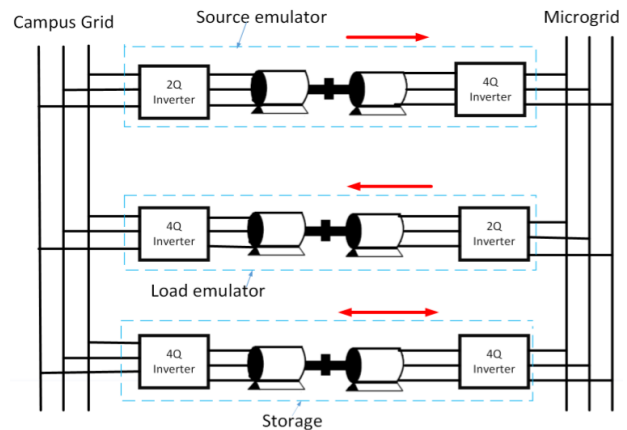 Source emulator
Campus Grid
Microgrid
2Q
Inverter
4Q
Inverter
4Q
Inverter
2Q
Inverter
Load emulator
4Q
Inverter
4Q
Inverter
Storage